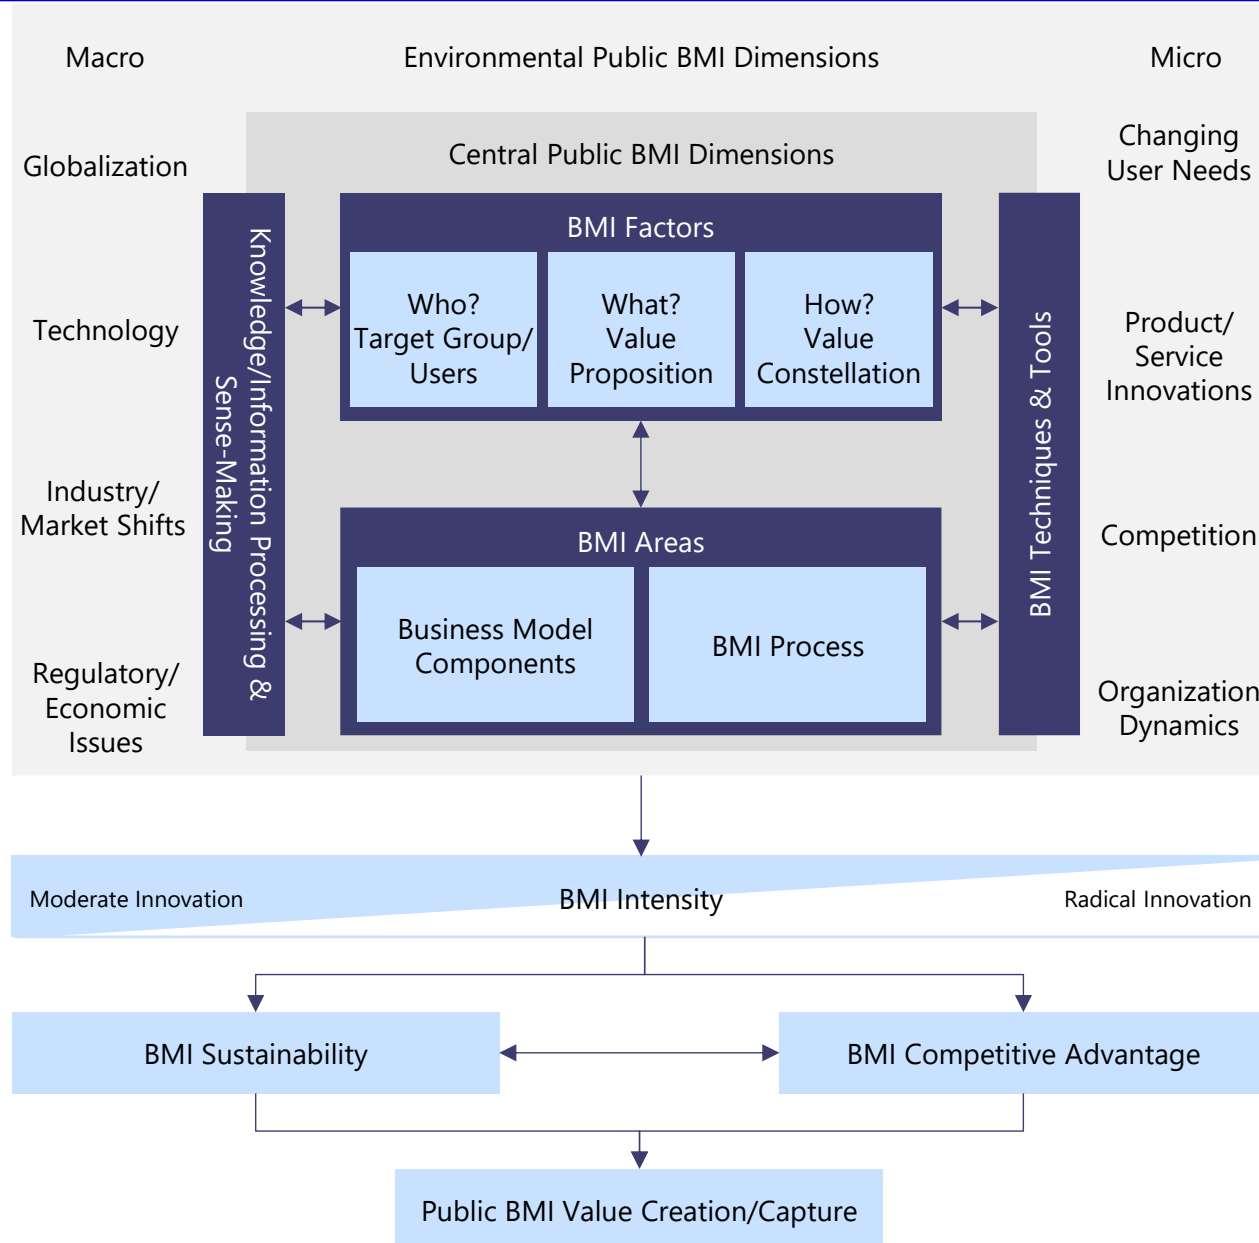 Macro
Environmental Public BMI Dimensions
Micro
Globalization
Technology
Industry/
Market Shifts
Regulatory/
Economic
Issues
Central Public BMI Dimensions
Knowledge/Information Processing &
Sense-Making
BMI Factors
Who?
Target Group/
Users
What?
Value
Proposition
How?
Value
Constellation
BMI Areas
Business Model
Components
BMI Process
BMI Techniques & Tools
Changing
User Needs
Product/
Service
Innovations
Competition
Organization
Dynamics
Moderate Innovation
BMI Intensity
Radical Innovation
BMI Sustainability
BMI Competitive Advantage
Public BMI Value Creation/Capture